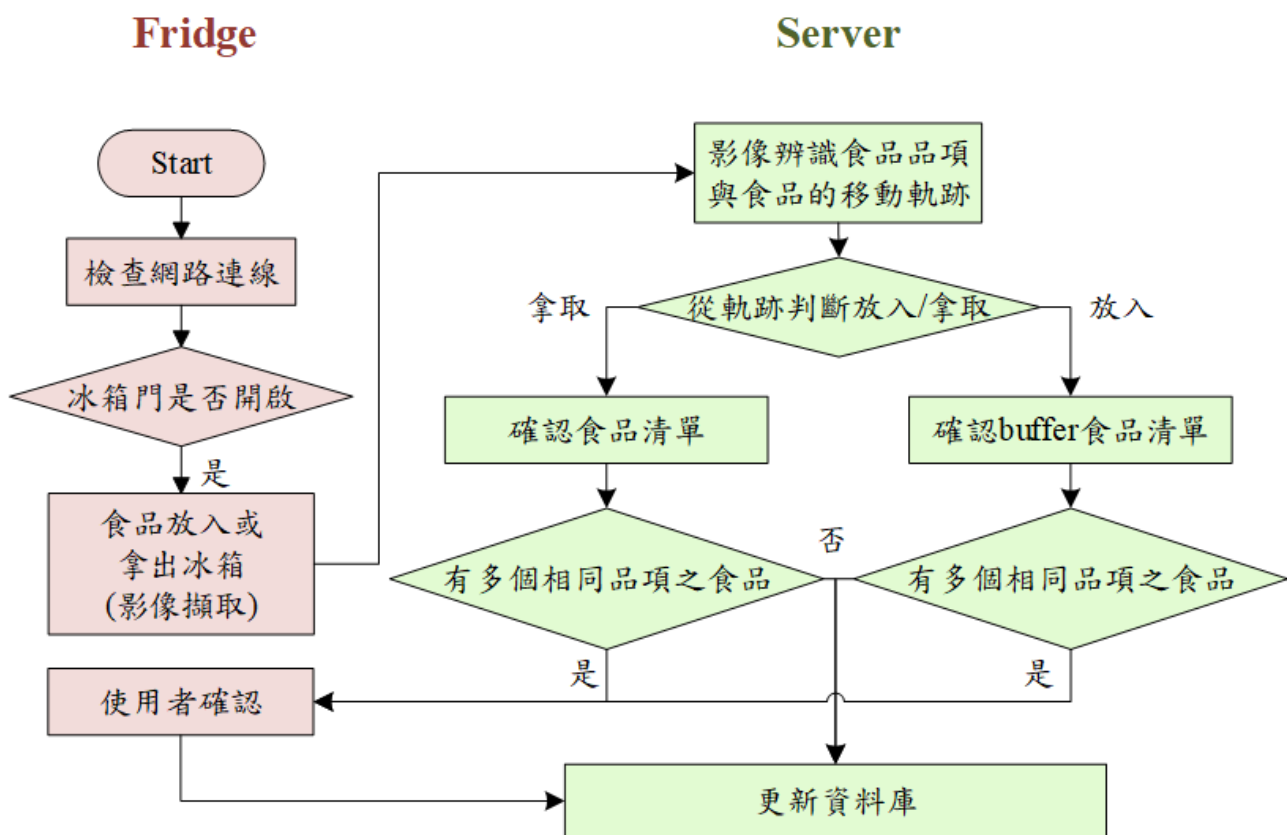 Fridge
Server
Start
檢查網路連線
冰箱門是否開啟
是
食品放入或
拿出冰箱
(影像擷取)
使用者確認
影像辨識食品品項
與食品的移動軌跡
從軌跡判斷放入/拿取
拿取
放入
確認食品清單
確認buffer食品清單
有多個相同品項之食品
否
有多個相同品項之食品
是
是
更新資料庫